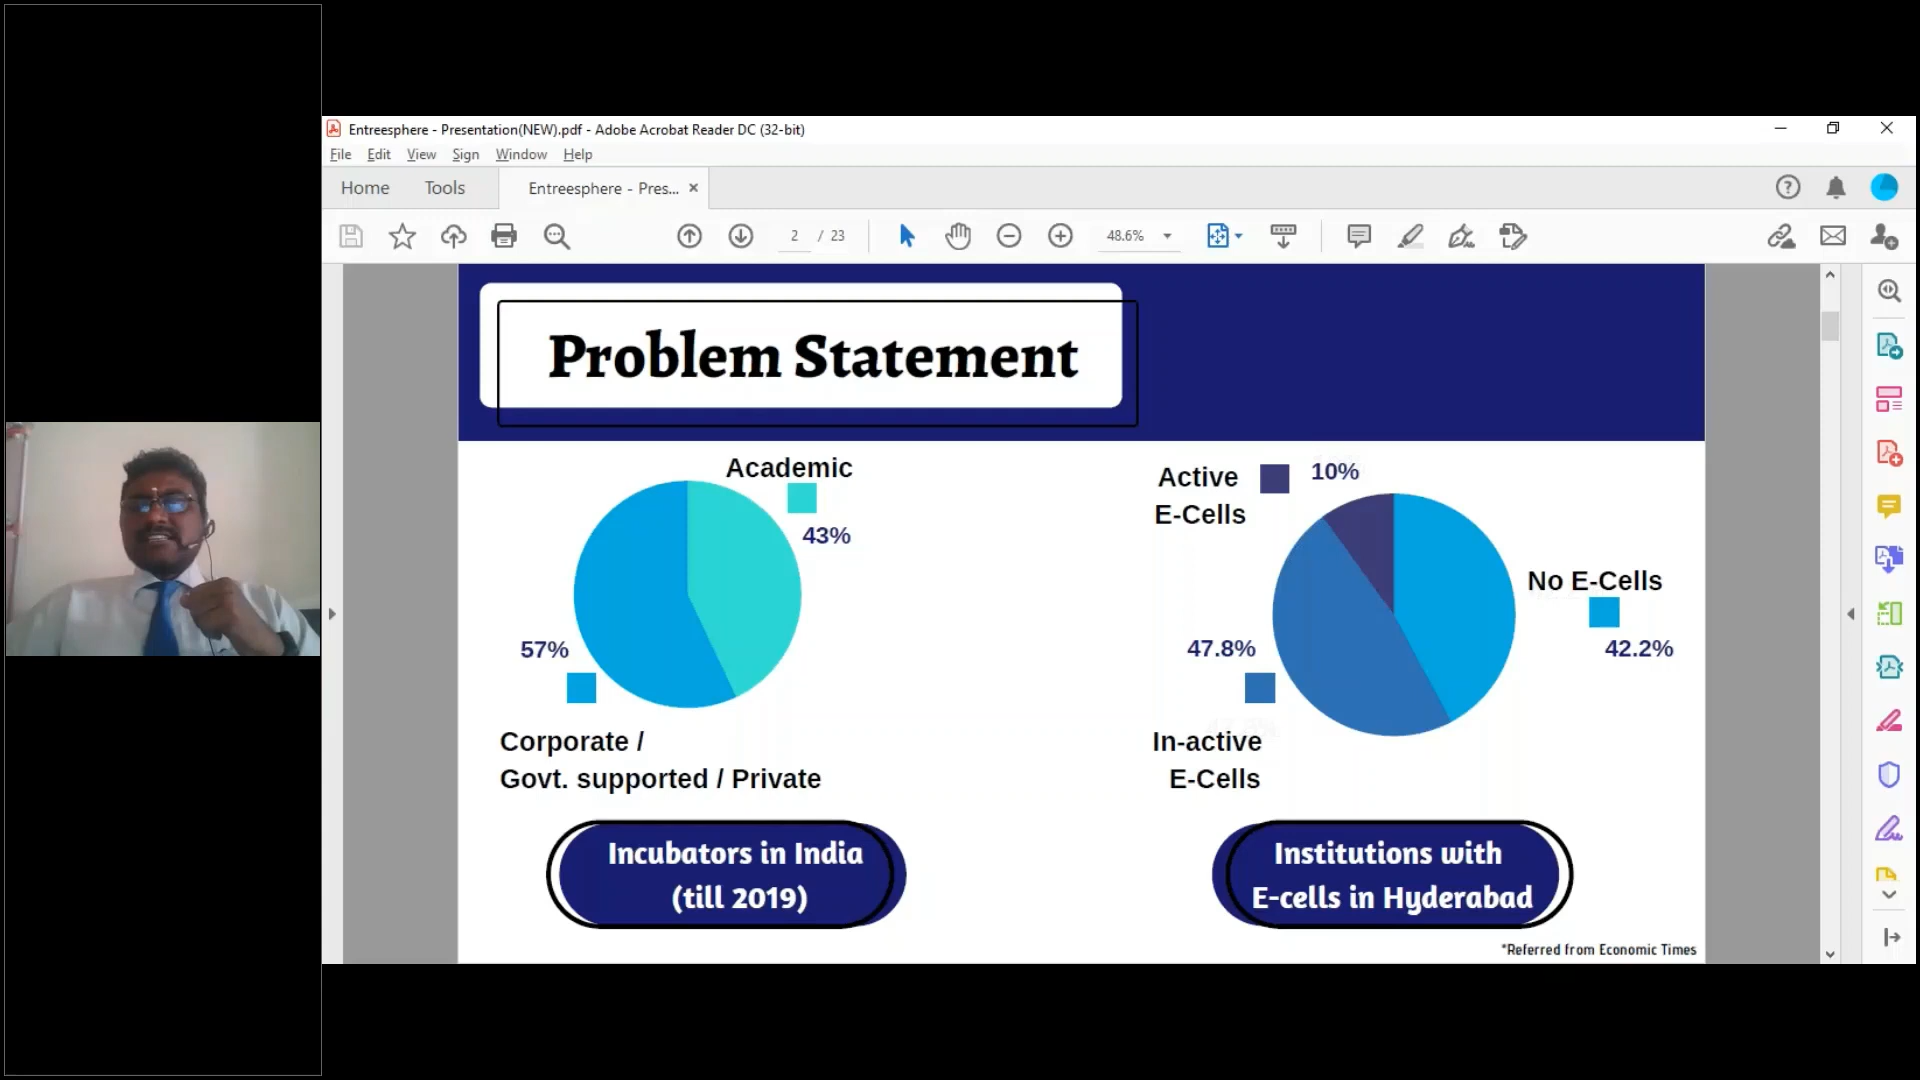 Entreesphere - Presentation(NEW).pdf - Adobe Acrobat Reader DC (32-bit)
File Edit View Sign Window Help
Home Tools Entreesphere - Pres...
2 / 23 48.6%
Problem Statement
Academic
43%
57%
Corporate /
Govt. supported / Private
Incubators in India
(till 2019)
Active
E-Cells
10%
No E-Cells
42.2%
47.8%
In-active
E-Cells
Institutions with
E-cells in Hyderabad
*Referred from Economic Times